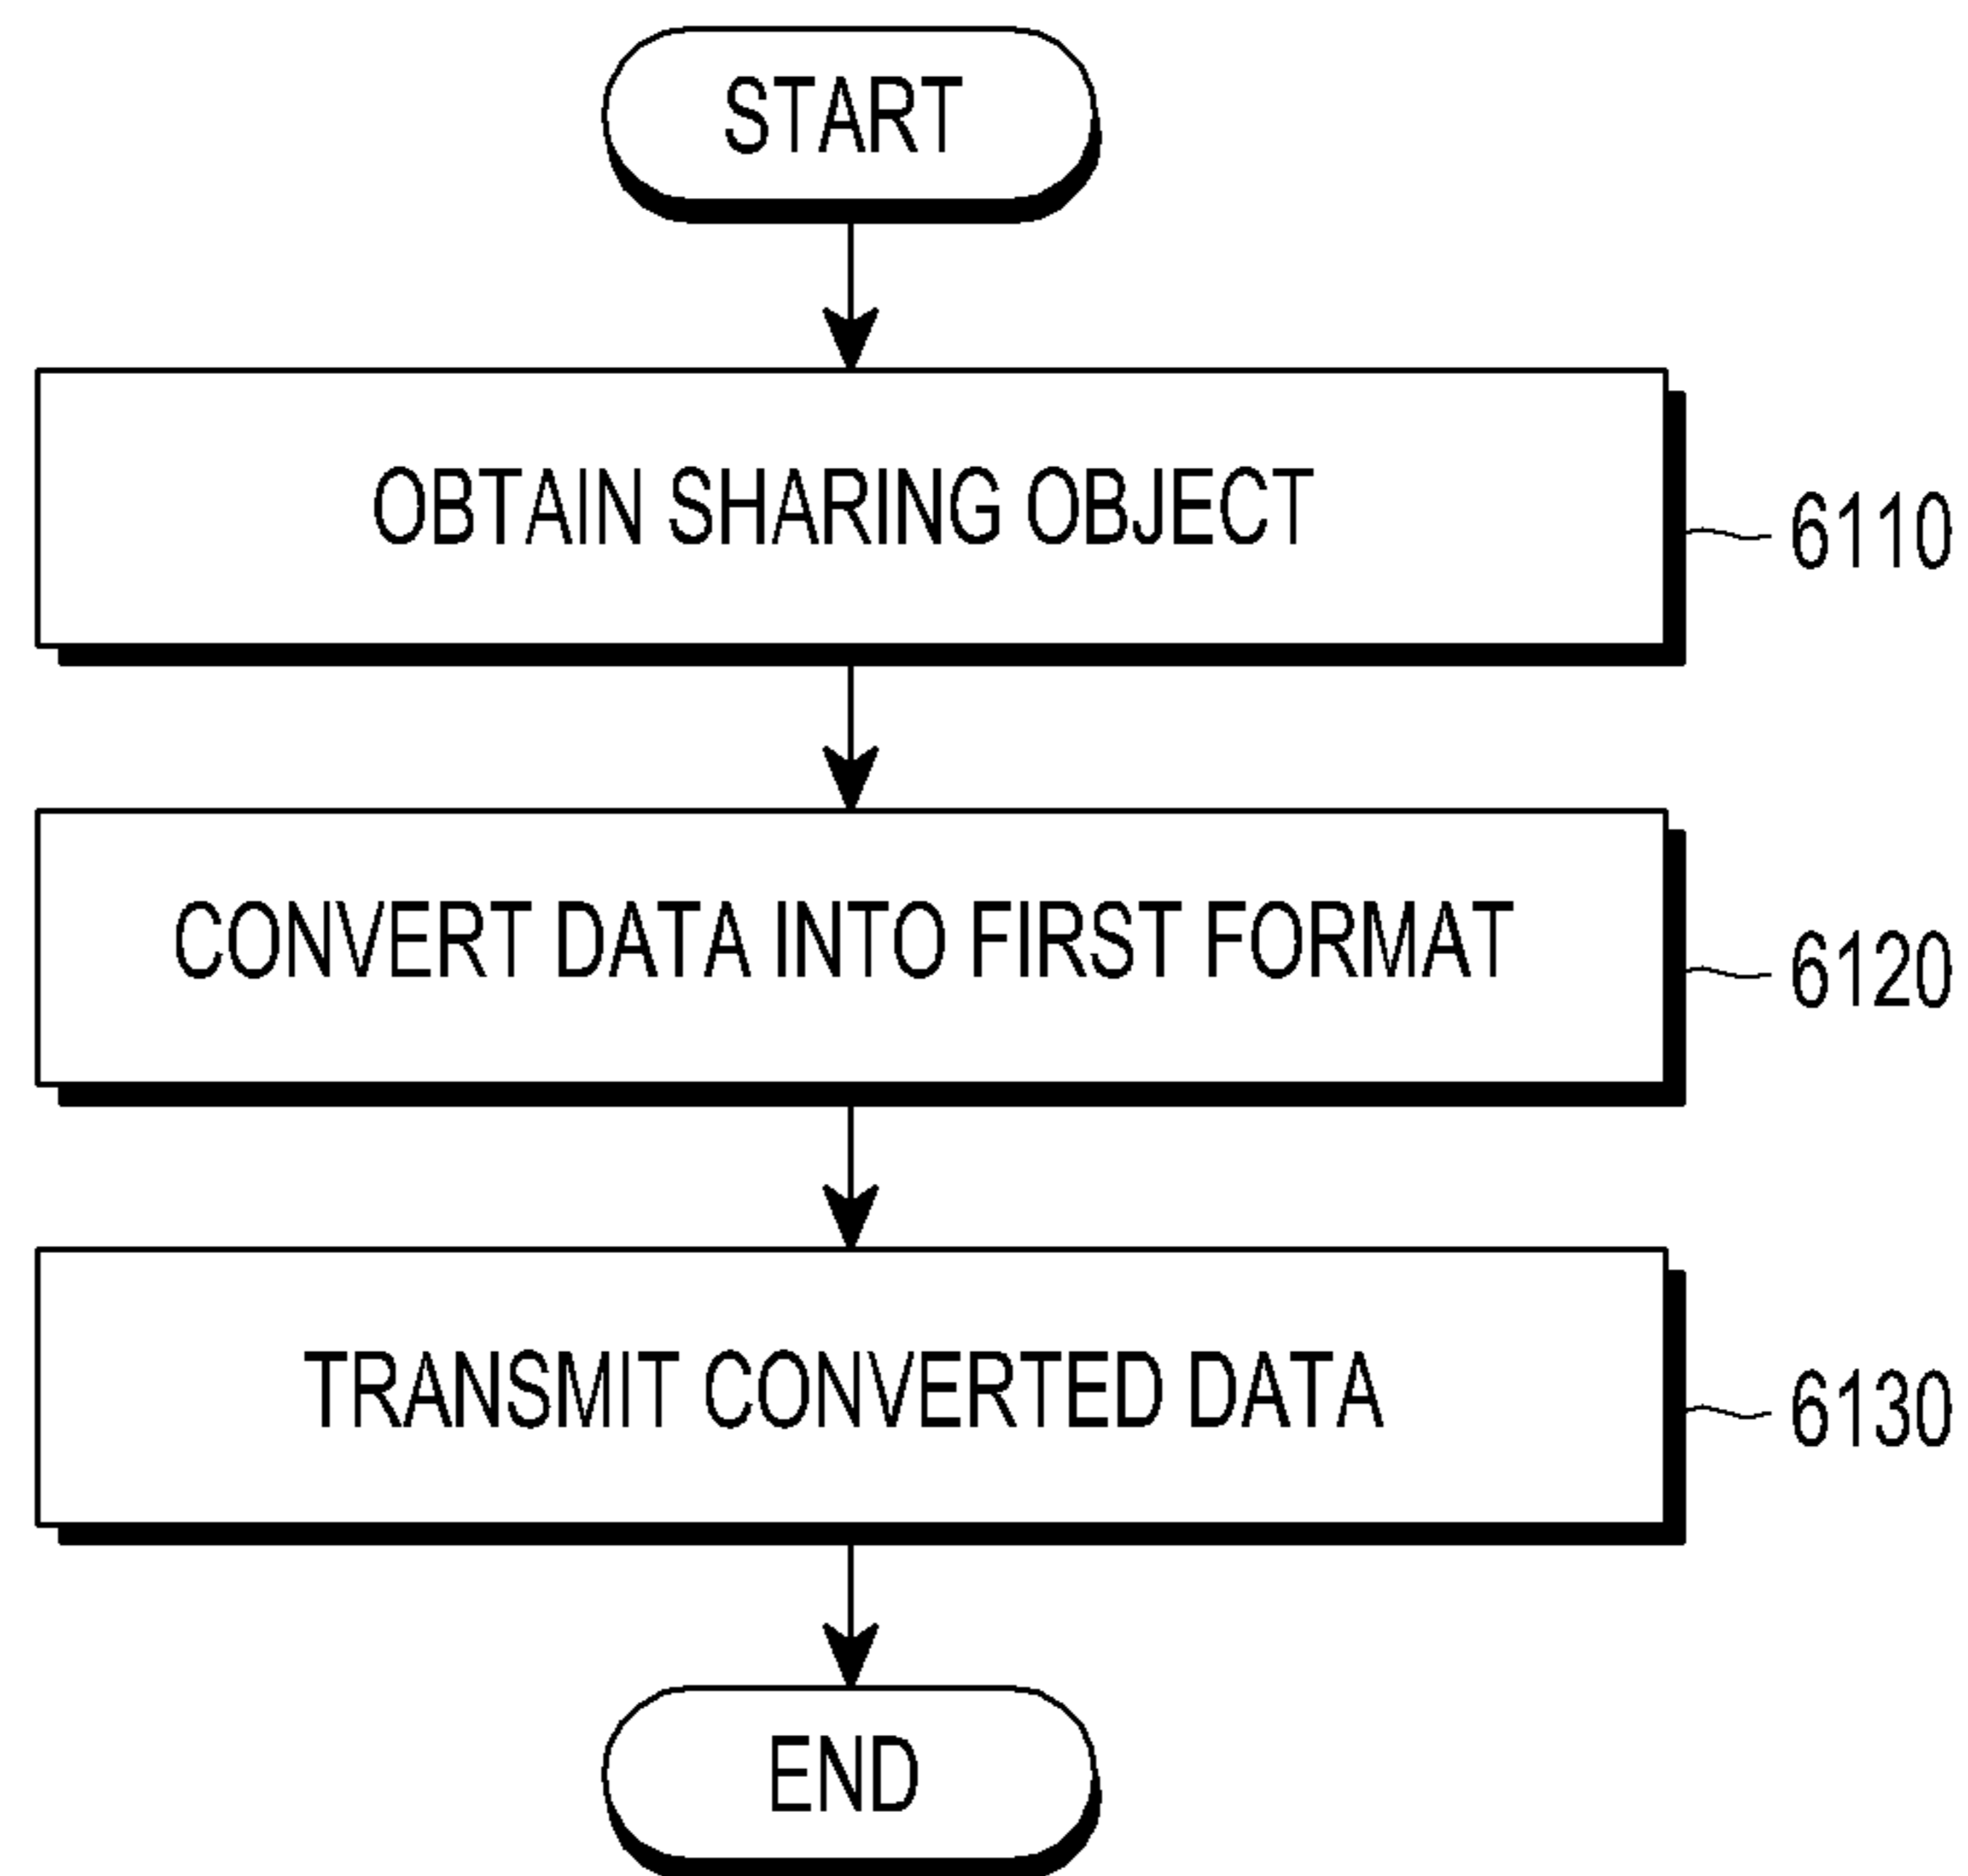 START
OBTAIN SHARING OBJECT
6110
CONVERT DATA INTO FIRST FORMAT
6120
TRANSMIT CONVERTED DATA
6130
END